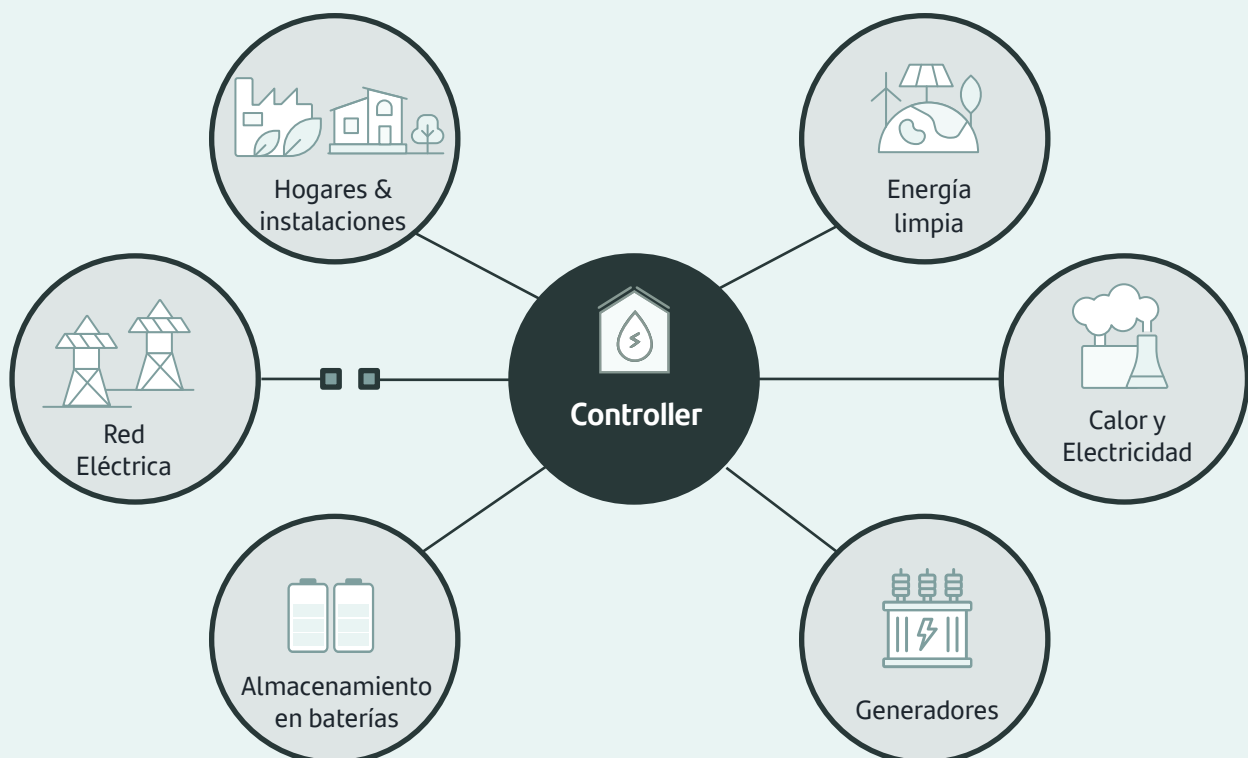 Hogares &
instalaciones
Energía
limpia
Red
Eléctrica
Controller
Calor y
Electricidad
Almacenamiento
en baterías
Generadores